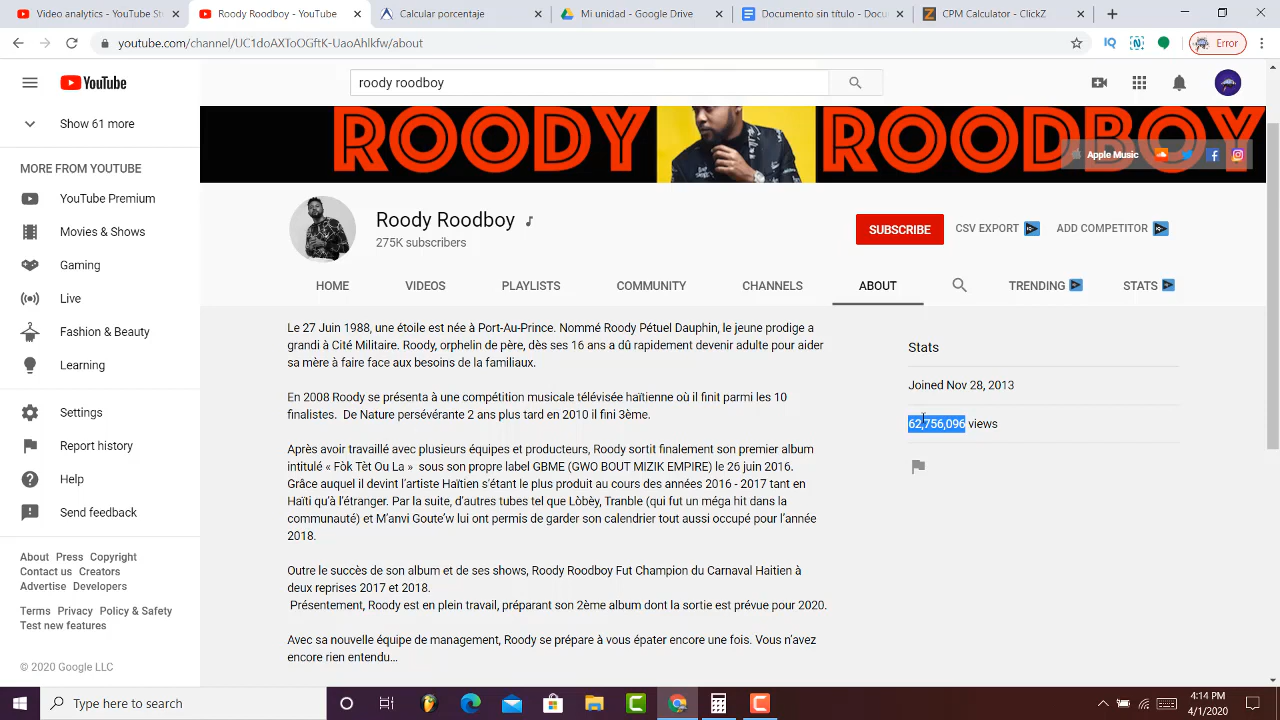 YouTube St
Roody Roodboy - YouTube
Calcular porcentajes
Mi unidad - Google Drive
Documento sin título - Docume
CPM Calculator - ClickZ
youtube.com/channel/UC1doAXToOGftK-UaoAhlkfw/about
Error
YouTube
roody roodboy
Show 61 more
MORE FROM YOUTUBE
YouTube Premium
Movies & Shows
Gaming
Live
Fashion & Beauty
Learning
Settings
Report history
Help
Send feedback
About Press Copyright
Contact us Creators
Advertise Developers
Terms Privacy Policy & Safety
Test new features
© 2020 Google LLC
ROODY ROODBOY
Apple Music
Roody Roodboy
275K subscribers
SUBSCRIBE
CSV EXPORT
ADD COMPETITOR
HOME VIDEOS PLAYLISTS COMMUNITY CHANNELS ABOUT TRENDING STATS
Le 27 Juin 1988, une étoile est née à Port-Au-Prince. Nommé Roody Pétuel Dauphin, le jeune prodige a
grandi à Cité Militaire. Roody, orphelin de père, dès ses 16 ans a dû rapidement devenir adulte pour aider
sa mère à faire face aux besoins de la familiaux.
En 2008 Roody se présenta à une compétition musicale télévisée haïtienne où il finit parmi les 10
finalistes. De Nature persévérante 2 ans plus tard en 2010 il fini 3ème.
Après avoir travaillé avec plusieurs équipes et producteurs, Roody sortit finalement son premier album
intitulé « Fòk Tèt Ou La » sous son propre label GBME (GWO BOUT MIZIK EMPIRE) le 26 juin 2016.
Grâce auquel il devint l'artiste Haïtien s'étant le plus produit au cours des années 2016 - 2017 tant en
Haïti qu'à l'étranger. Par la suite, d'autres tubes tel que Lòbèy, Tranble (qui fut un méga hit dans la
communauté) et M'anvi Goute'w lui ont permis de garder son calendrier tout aussi occupé pour l'année
2018.
Outre le succès de son album et de ses shows, Roody Roodboy Fut Champion du Carnaval Haitien à
deux reprises 2017 et 2018.
Présentement, Roody est en plein travail, préparant son 2ème album dont la sortie est prévue pour 2020.
Avec sa nouvelle équipe de management, Roody se prépare à vous épater encore une fois. Vous n'avez
encore rien entendu...
Stats
Joined Nov 28, 2013
62,756,096 views
Type here to search
4:14 PM
4/1/2020